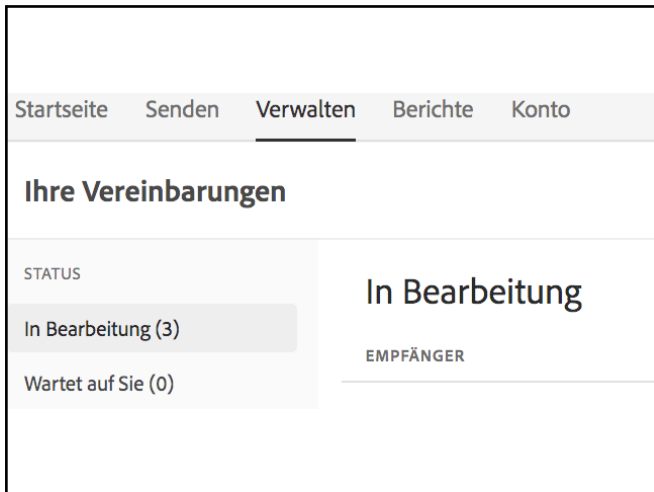 Startseite Senden Verwalten Berichte Konto
Ihre Vereinbarungen
STATUS
In Bearbeitung (3)
Wartet auf Sie (0)
In Bearbeitung
EMPFÄNGER